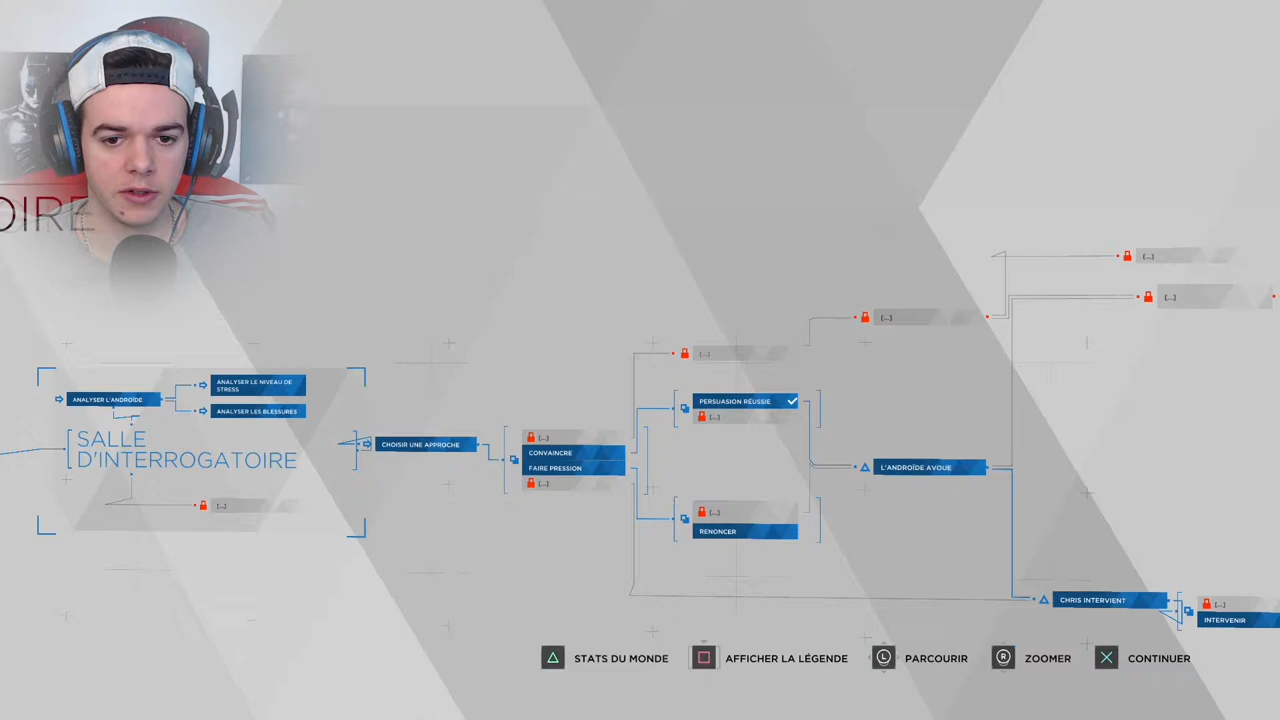 OIRE
[...]
[...]
[...]
[...]
ANALYSER LE NIVEAU DE
STRESS
ANALYSER L'ANDROÏDE
ANALYSER LES BLESSURES
PERSUASION RÉUSSIE
[...]
SALLE
D'INTERROGATOIRE
CHOISIR UNE APPROCHE
[...]
CONVAINCRE
FAIRE PRESSION
[...]
L'ANDROÏDE AVOUE
[...]
[...]
RENONCER
CHRIS INTERVIENT
[...]
INTERVENIR
STATS DU MONDE
AFFICHER LA LÉGENDE
L
PARCOURIR
R
ZOOMER
CONTINUER